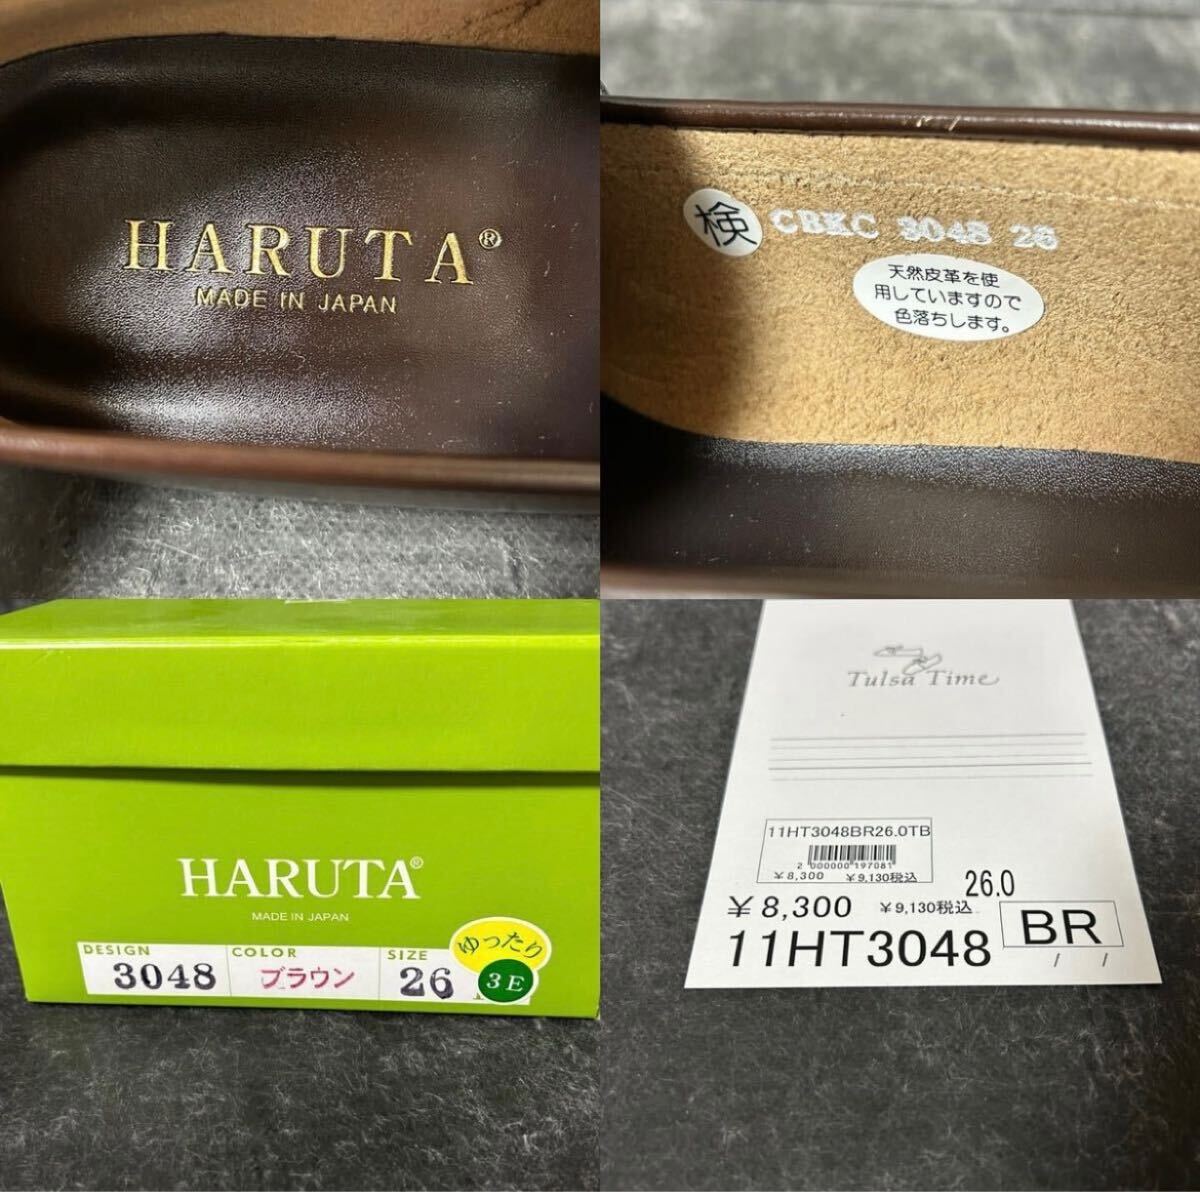 HARUTA®
MADE IN JAPAN
検 CBKC 3048 26
天然皮革を使
用していますので
色落ちします。
HARUTA®
MADE IN JAPAN
DESIGN COLOR SIZE
3048 ブラウン 26
ゆったり
3E
Tulsa Time
11HT3048BR26.0TB
2 000000 197081
¥8,300 ¥9,130税込
26.0
¥8,300 ¥9,130税込
11HT3048 BR
/ /